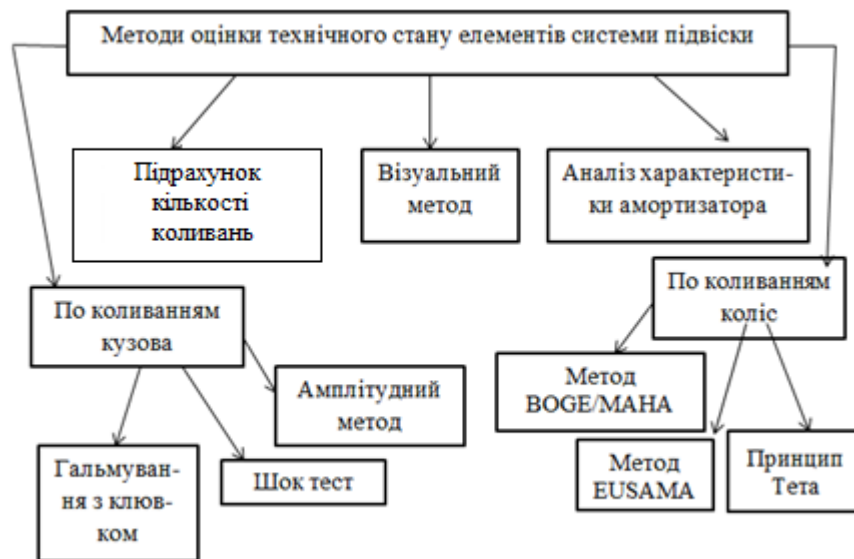 Методи оцінки технічного стану елементів системи підвіски
Підрахунок
кількості
коливань
Візуальний
метод
Аналіз характеристи-
ки амортизатора
По коливанням
кузова
По коливанням
коліс
Амплітудний
метод
Метод
BOGE/MAHA
Гальмуван-
ня з клюв-
ком
Шок тест
Метод
EUSAMA
Принцип
Тета